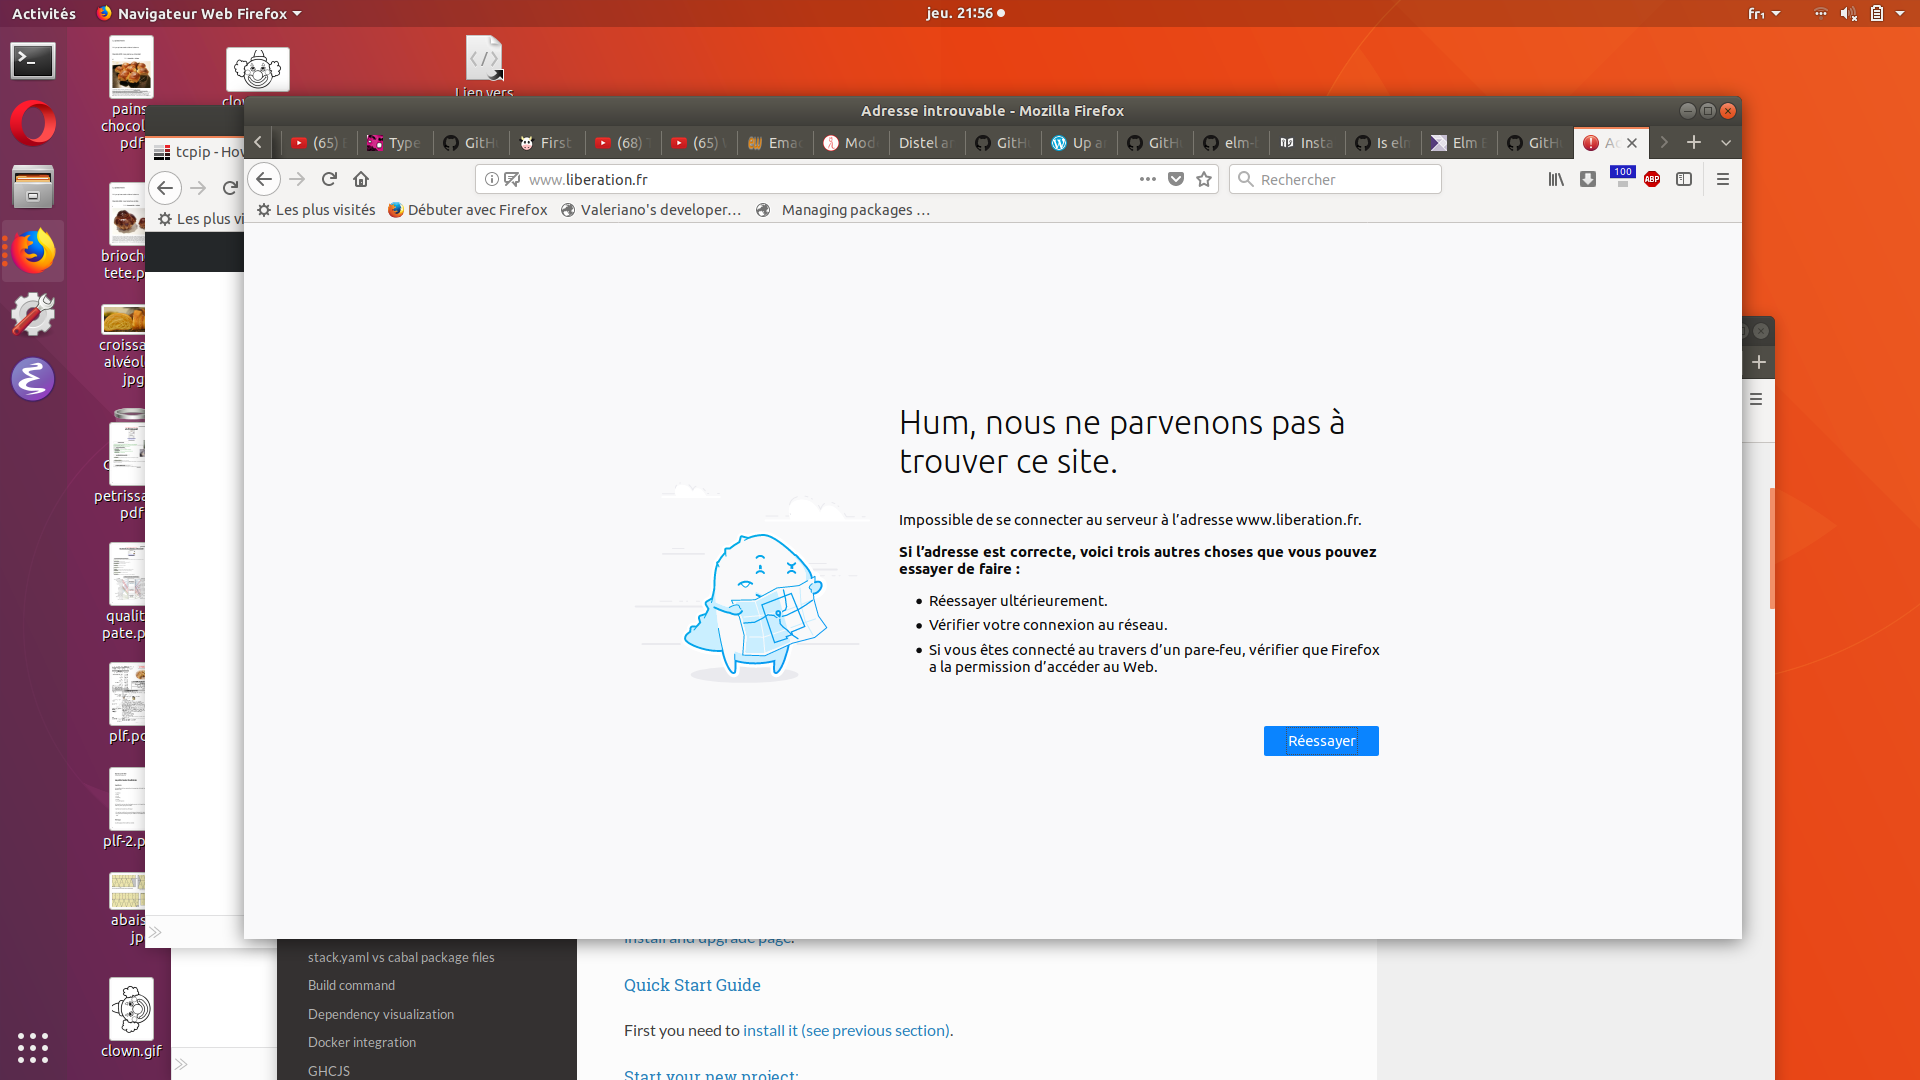 Activités
Navigateur Web Firefox
jeu. 21:56
fr₁
pains
chocol
pdf
clo
Lien vers
brioch
tete.p
croissa
alvéol
jpg
petrissa
pdf
qualit
pate.p
plf.pc
plf-2.p
abais
jp
clown.gif
tcpip - Hov
Les plus vi
Adresse introuvable - Mozilla Firefox
(65)
Type
GitH
First
(68)
(65)
Emac
Mod
Distel a
GitH
Up a
GitH
elm-
Insta
Is elm
Elm
GitH
Ac
www.liberation.fr
Rechercher
100
ABP
Les plus visités
Débuter avec Firefox
Valeriano's developer…
Managing packages …
Hum, nous ne parvenons pas à
trouver ce site.
Impossible de se connecter au serveur à l’adresse www.liberation.fr.
Si l’adresse est correcte, voici trois autres choses que vous pouvez
essayer de faire :
Réessayer ultérieurement.
Vérifier votre connexion au réseau.
Si vous êtes connecté au travers d’un pare-feu, vérifier que Firefox
a la permission d’accéder au Web.
Réessayer
install and upgrade page.
stack.yaml vs cabal package files
Build command
Dependency visualization
Docker integration
GHCJS
Quick Start Guide
First you need to install it (see previous section).
Start your new project: